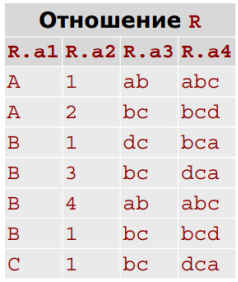 Отношение R
R.a1 R.a2 R.a3 R.a4
A 1 ab abc
A 2 bc bcd
B 1 dc bca
B 3 bc dca
B 4 ab abc
B 1 bc bcd
C 1 bc dca